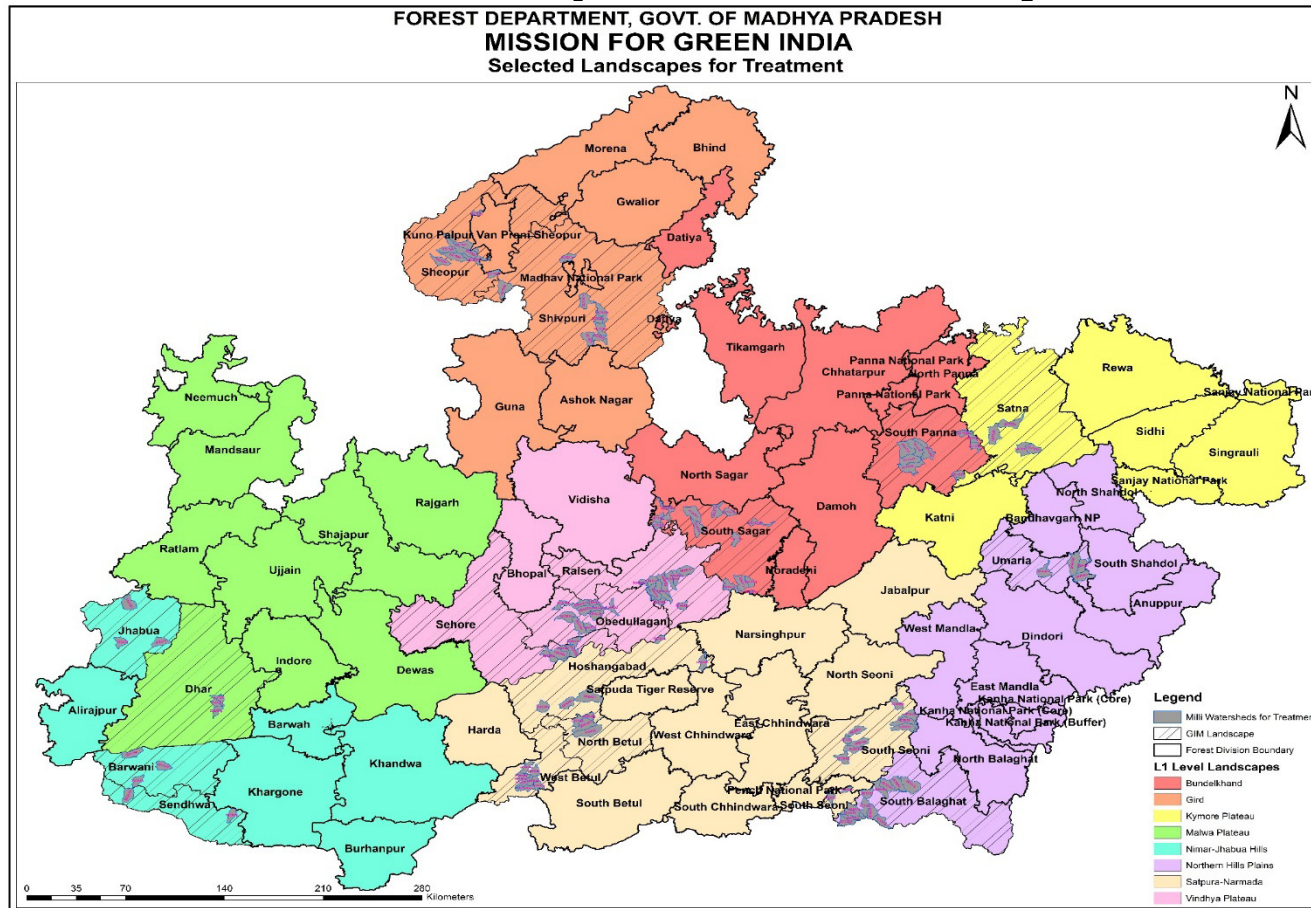 FOREST DEPARTMENT, GOVT. OF MADHYA PRADESH
MISSION FOR GREEN INDIA
Selected Landscapes for Treatment
N
Morena
Bhind
Gwalior
Kuno Palpur Van Prani Sheopur
Datiya
Sheopur
Madhav National Park
Shivpuri
Datiya
Tikamgarh
Panna National Park
Chhatarpur
North Panna
Panna National Park
Rewa
Sanjay National Par
Neemuch
Guna
Ashok Nagar
Satna
Sidhi
South Panna
Singrauli
Mandsaur
North Sagar
Sanjay National Park
Rajgarh
Vidisha
North Shahdol
Damoh
Katni
Bandhavgarh NP
Shajapur
South Sagar
Ratlam
Ujjain
Bhopal
Raisen
Noradehi
Umaria
South Shahdol
Jabalpur
Anuppur
Jhabua
Sehore
Obedullaganj
Narsinghpur
West Mandla
Dindori
Indore
Dewas
Hoshangabad
Dhar
Satpuda Tiger Reserve
North Sooni
East Mandla
Kanha National Park (Core)
Alirajpur
Barwah
Harda
East Chhindwara
Kanha National Park (Core)
Kanha National Park (Buffer)
North Betul
West Chhindwara
South Seoni
Barwani
Khandwa
North Balaghat
West Betul
Khargone
Pench National Park
Sendhwa
South Betul
South Chhindwara
South Seoni
South Balaghat
Burhanpur
Legend
Milli Watersheds for Treatment
GIM Landscape
Forest Division Boundary
L1 Level Landscapes
Bundelkhand
Gird
Kymore Plateau
Malwa Plateau
Nimar-Jhabua Hills
Northern Hills Plains
Satpura-Narmada
Vindhya Plateau
0 35 70 140 210 280
Kilometers